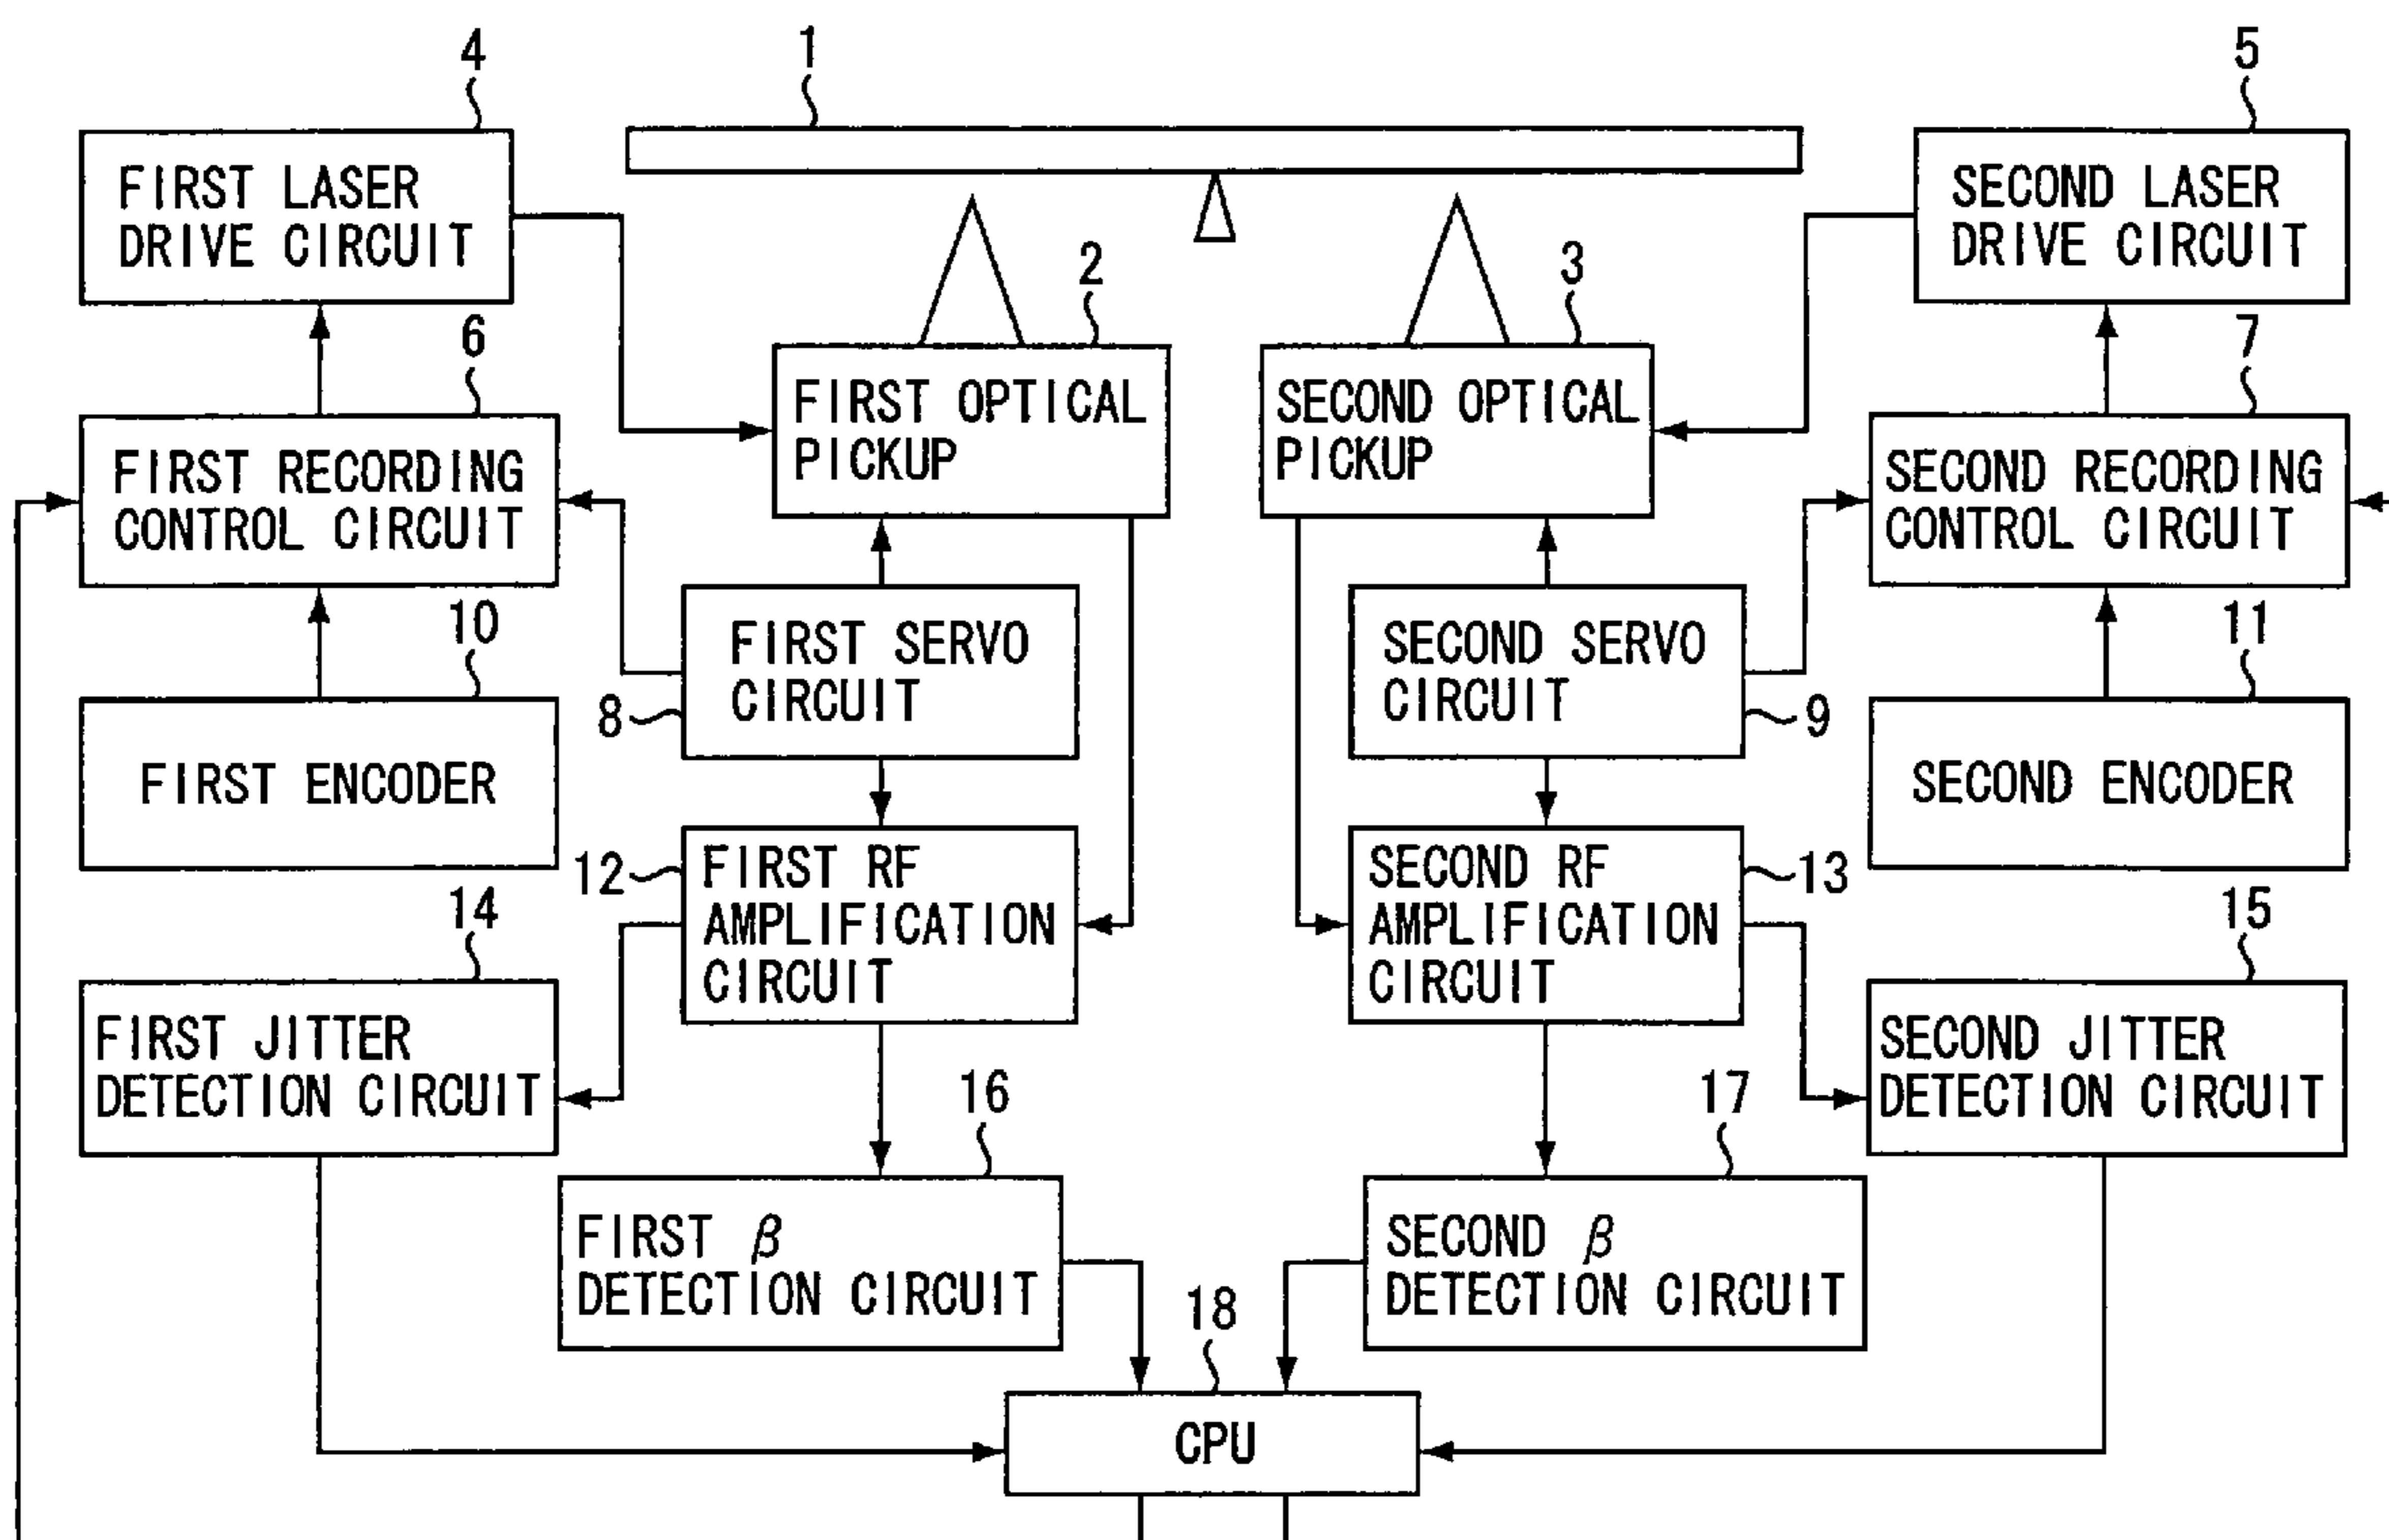 4
1
5
FIRST LASER
DRIVE CIRCUIT
SECOND LASER
DRIVE CIRCUIT
2
3
6
7
FIRST OPTICAL
PICKUP
SECOND OPTICAL
PICKUP
FIRST RECORDING
CONTROL CIRCUIT
SECOND RECORDING
CONTROL CIRCUIT
10
11
FIRST SERVO
CIRCUIT
SECOND SERVO
CIRCUIT
8
9
FIRST ENCODER
SECOND ENCODER
12
FIRST RF
AMPLIFICATION
CIRCUIT
SECOND RF
AMPLIFICATION
CIRCUIT
13
14
15
FIRST JITTER
DETECTION CIRCUIT
SECOND JITTER
DETECTION CIRCUIT
16
17
FIRST β
DETECTION CIRCUIT
SECOND β
DETECTION CIRCUIT
18
CPU